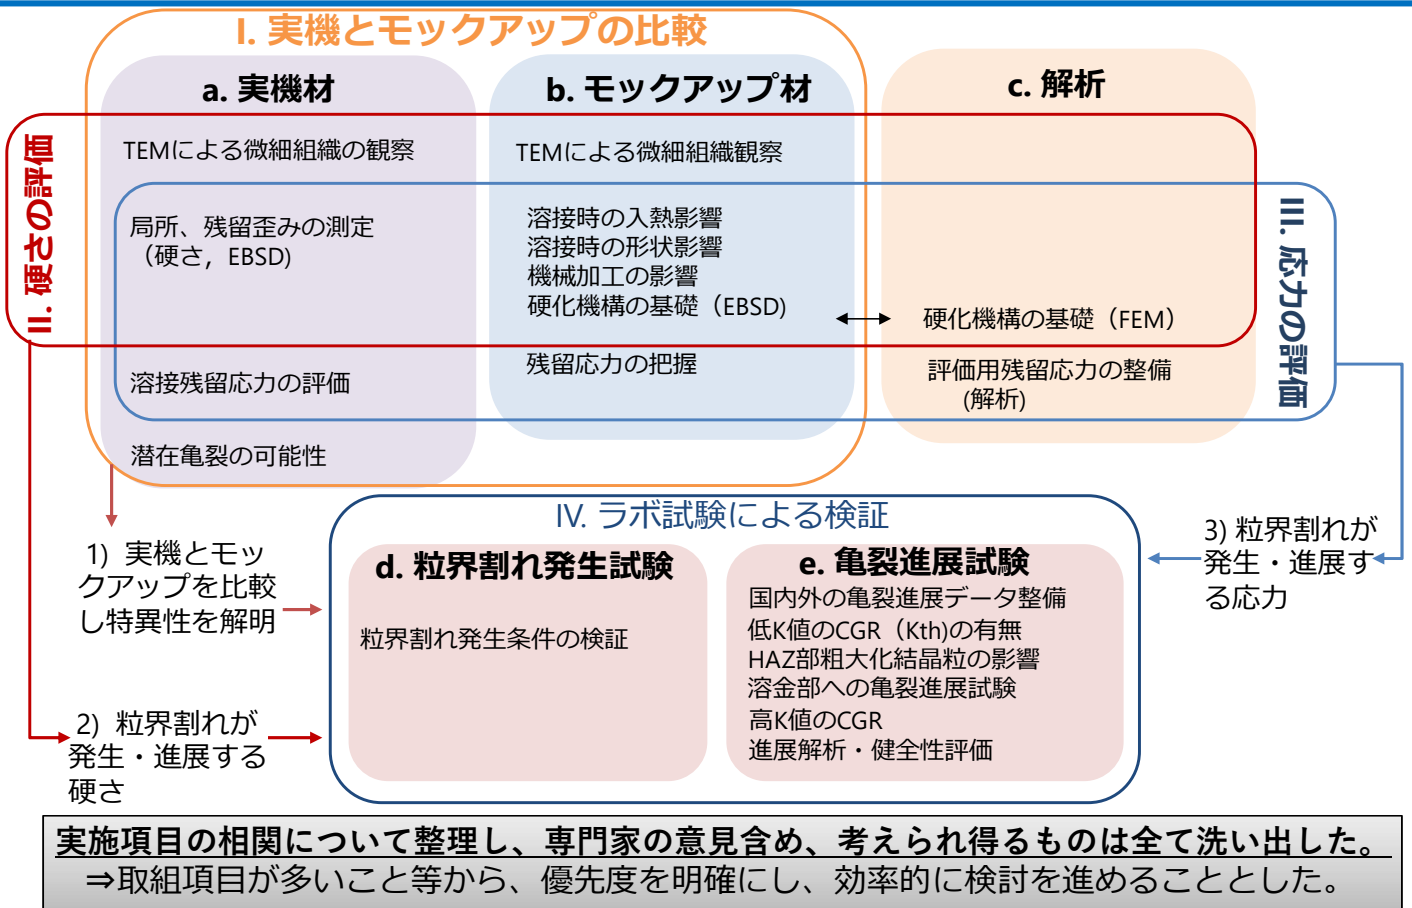 I. 実機とモックアップの比較
a. 実機材
TEMによる微細組織の観察
局所、残留歪みの測定
（硬さ，EBSD)
溶接残留応力の評価
潜在亀裂の可能性
b. モックアップ材
TEMによる微細組織観察
溶接時の入熱影響
溶接時の形状影響
機械加工の影響
硬化機構の基礎（EBSD)
残留応力の把握
c. 解析
硬化機構の基礎（FEM）
評価用残留応力の整備
(解析)
II. 硬さの評価
III. 応力の評価
1) 実機とモッ
クアップを比較
し特異性を解明
2) 粒界割れが
発生・進展する
硬さ
3) 粒界割れが
発生・進展す
る応力
IV. ラボ試験による検証
d. 粒界割れ発生試験
粒界割れ発生条件の検証
e. 亀裂進展試験
国内外の亀裂進展データ整備
低K値のCGR（Kth)の有無
HAZ部粗大化結晶粒の影響
溶金部への亀裂進展試験
高K値のCGR
進展解析・健全性評価
実施項目の相関について整理し、専門家の意見含め、考えられ得るものは全て洗い出した。
⇒取組項目が多いこと等から、優先度を明確にし、効率的に検討を進めることとした。